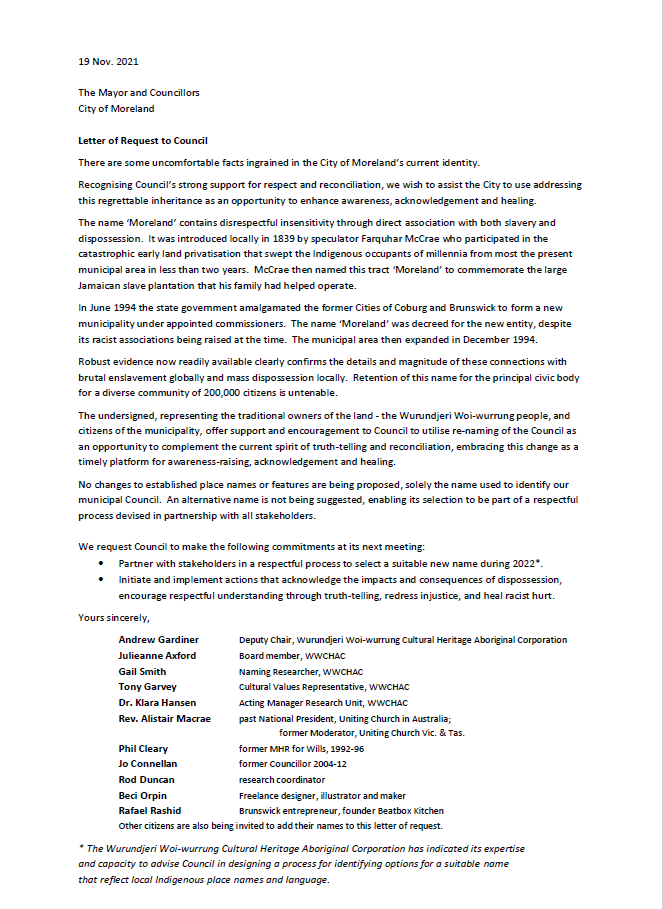 19 Nov. 2021
The Mayor and Councillors
City of Moreland
Letter of Request to Council
There are some uncomfortable facts ingrained in the City of Moreland's current identity.
Recognising Council's strong support for respect and reconciliation, we wish to assist the City to use addressing
this regrettable inheritance as an opportunity to enhance awareness, acknowledgement and healing.
The name 'Moreland' contains disrespectful insensitivity through direct association with both slavery and
dispossession.  It was introduced locally in 1839 by speculator Farquhar McCrae who participated in the
catastrophic early land privatisation that swept the Indigenous occupants of millennia from most the present
municipal area in less than two years.  McCrae then named this tract 'Moreland' to commemorate the large
Jamaican slave plantation that his family had helped operate.
In June 1994 the state government amalgamated the former Cities of Coburg and Brunswick to form a new
municipality under appointed commissioners.  The name 'Moreland' was decreed for the new entity, despite
its racist associations being raised at the time.  The municipal area then expanded in December 1994.
Robust evidence now readily available clearly confirms the details and magnitude of these connections with
brutal enslavement globally and mass dispossession locally.  Retention of this name for the principal civic body
for a diverse community of 200,000 citizens is untenable.
The undersigned, representing the traditional owners of the land - the Wurundjeri Woi-wurrung people, and
citizens of the municipality, offer support and encouragement to Council to utilise re-naming of the Council as
an opportunity to complement the current spirit of truth-telling and reconciliation, embracing this change as a
timely platform for awareness-raising, acknowledgement and healing.
No changes to established place names or features are being proposed, solely the name used to identify our
municipal Council.  An alternative name is not being suggested, enabling its selection to be part of a respectful
process devised in partnership with all stakeholders.
We request Council to make the following commitments at its next meeting:
• Partner with stakeholders in a respectful process to select a suitable new name during 2022*.
• Initiate and implement actions that acknowledge the impacts and consequences of dispossession,
encourage respectful understanding through truth-telling, redress injustice, and heal racist hurt.
Yours sincerely,
Andrew Gardiner Deputy Chair, Wurundjeri Woi-wurrung Cultural Heritage Aboriginal Corporation
Julieanne Axford Board member, WWCHAC
Gail Smith Naming Researcher, WWCHAC
Tony Garvey Cultural Values Representative, WWCHAC
Dr. Klara Hansen Acting Manager Research Unit, WWCHAC
Rev. Alistair Macrae past National President, Uniting Church in Australia;
former Moderator, Uniting Church Vic. & Tas.
Phil Cleary former MHR for Wills, 1992-96
Jo Connellan former Councillor 2004-12
Rod Duncan research coordinator
Beci Orpin Freelance designer, illustrator and maker
Rafael Rashid Brunswick entrepreneur, founder Beatbox Kitchen
Other citizens are also being invited to add their names to this letter of request.
* The Wurundjeri Woi-wurrung Cultural Heritage Aboriginal Corporation has indicated its expertise
and capacity to advise Council in designing a process for identifying options for a suitable name
that reflect local Indigenous place names and language.